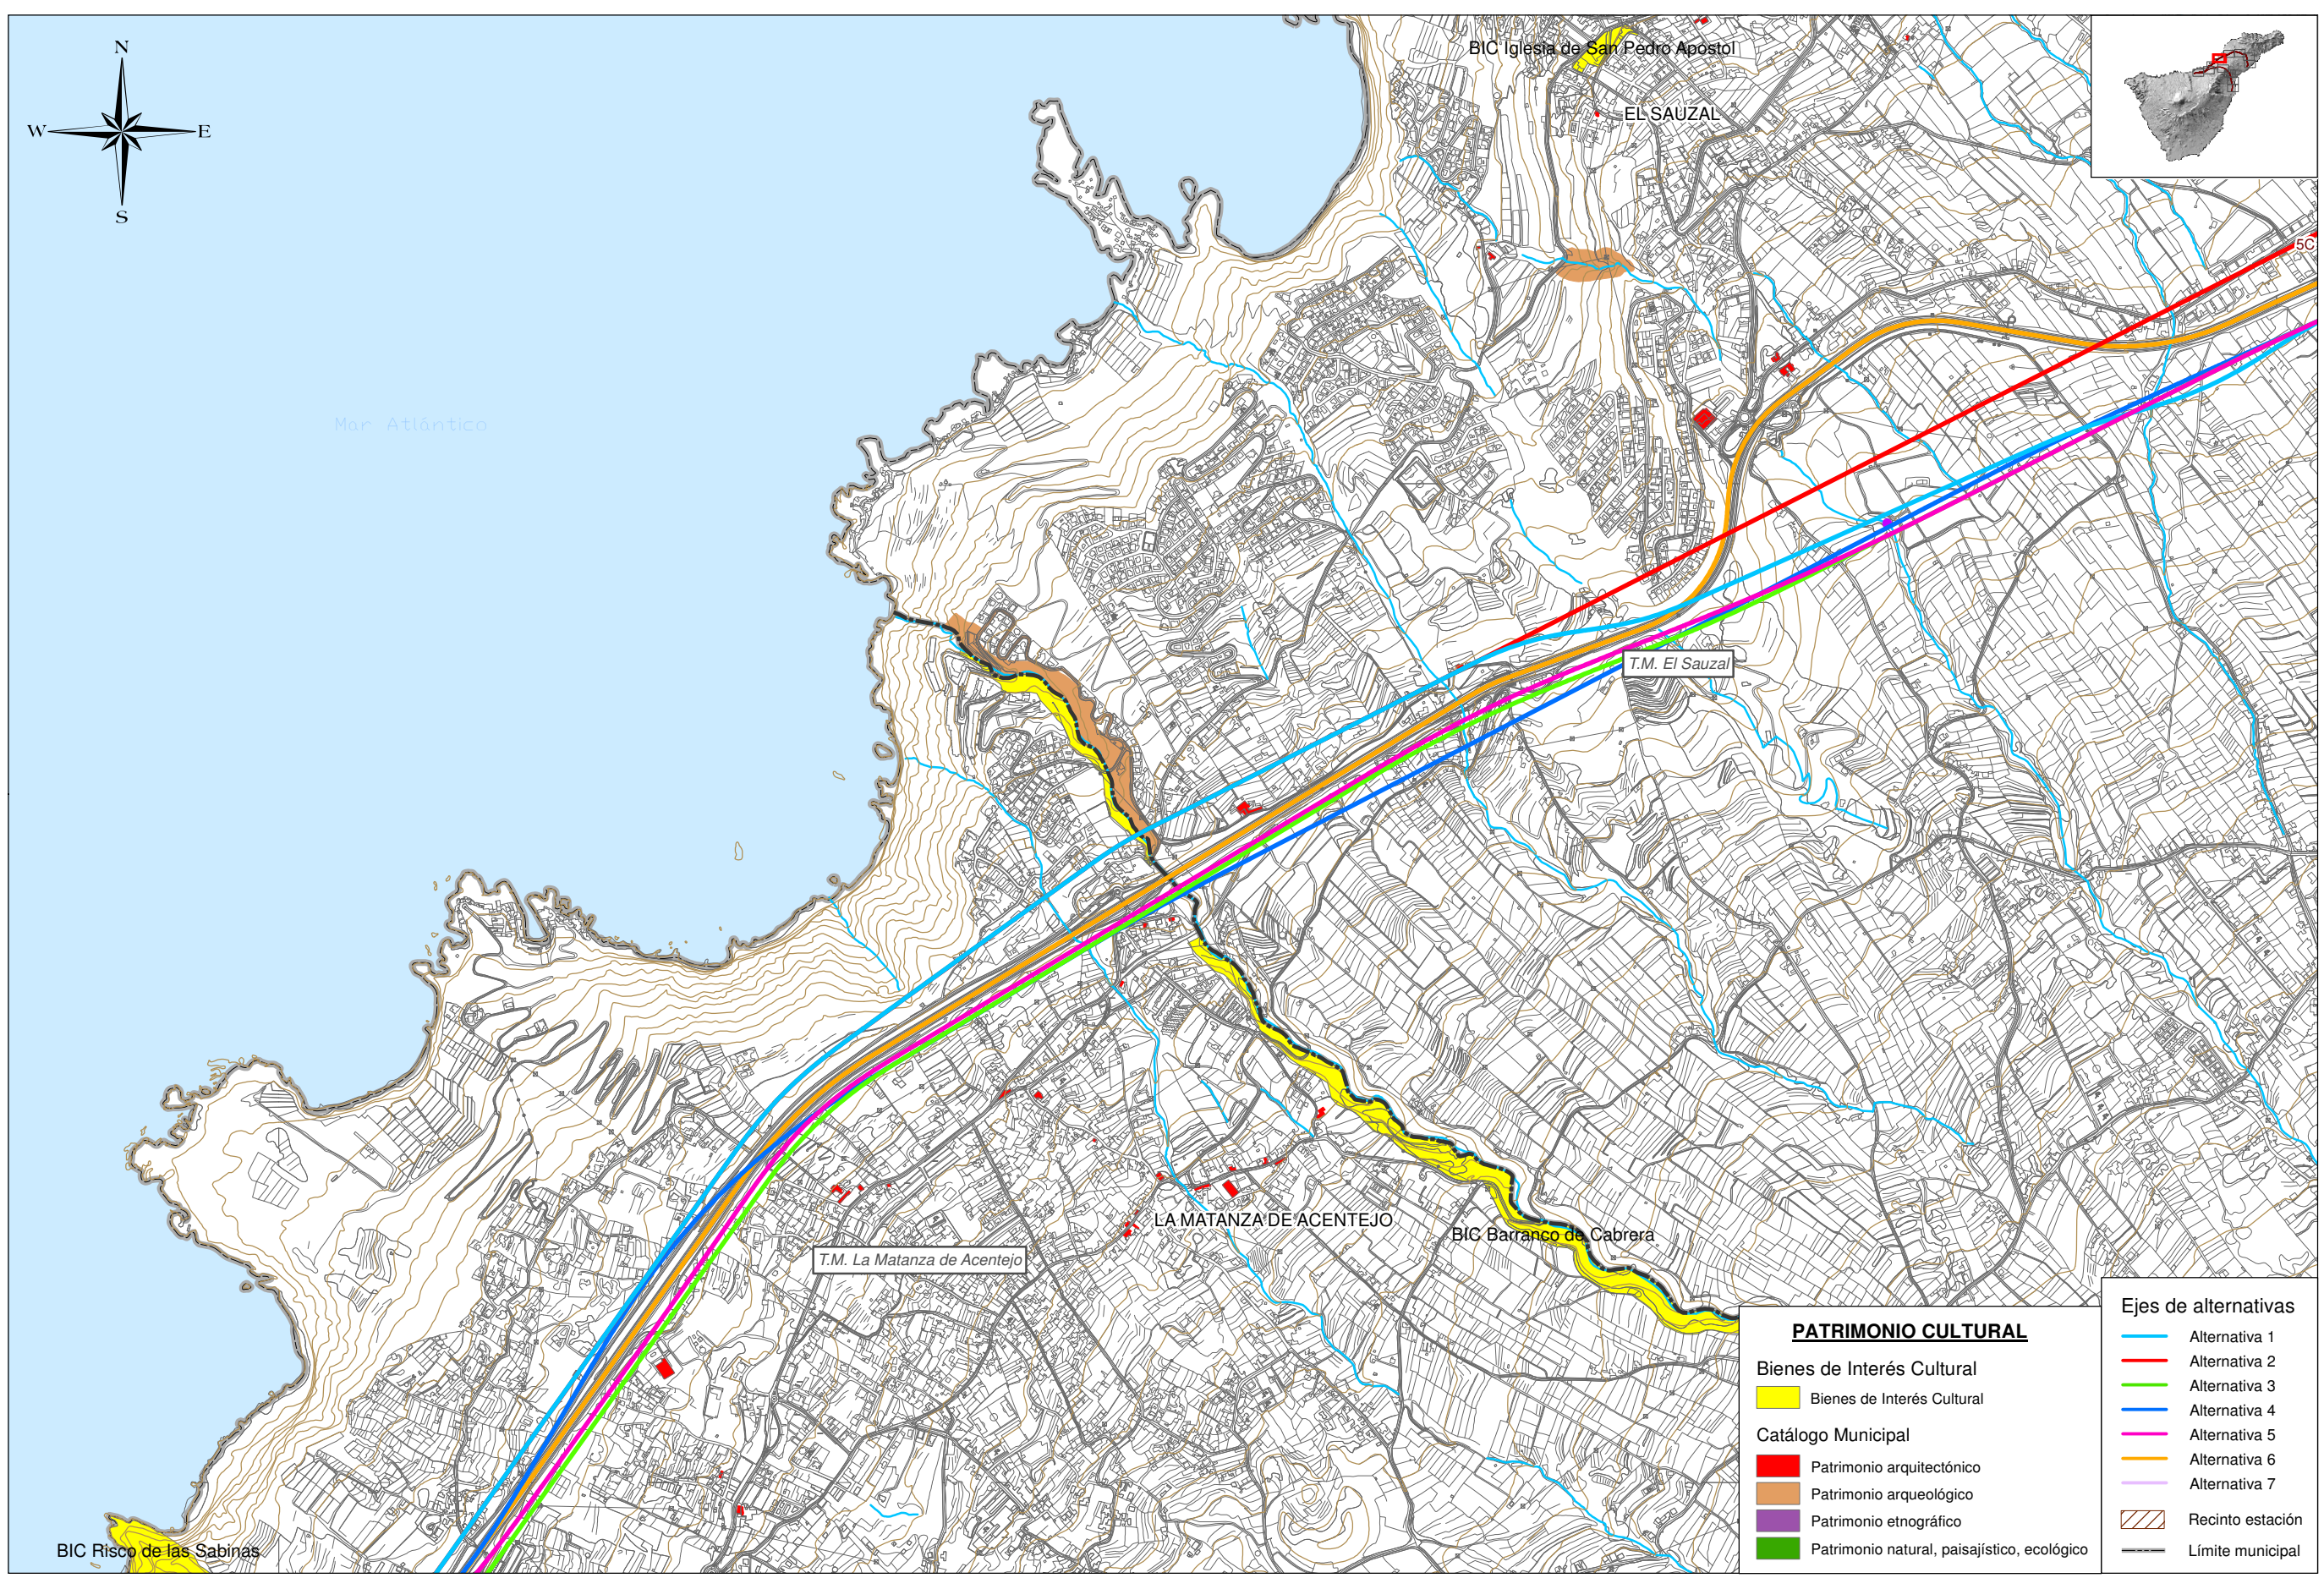 N
W E
S
BIC Iglesia de San Pedro Apostol
EL SAUZAL
5C
Mar Atlántico
T.M. El Sauzal
LA MATANZA DE ACENTEJO
BIC Barranco de Cabrera
T.M. La Matanza de Acentejo
BIC Risco de las Sabinas
PATRIMONIO CULTURAL
Bienes de Interés Cultural
Bienes de Interés Cultural
Catálogo Municipal
Patrimonio arquitectónico
Patrimonio arqueológico
Patrimonio etnográfico
Patrimonio natural, paisajístico, ecológico
Ejes de alternativas
Alternativa 1
Alternativa 2
Alternativa 3
Alternativa 4
Alternativa 5
Alternativa 6
Alternativa 7
Recinto estación
Límite municipal